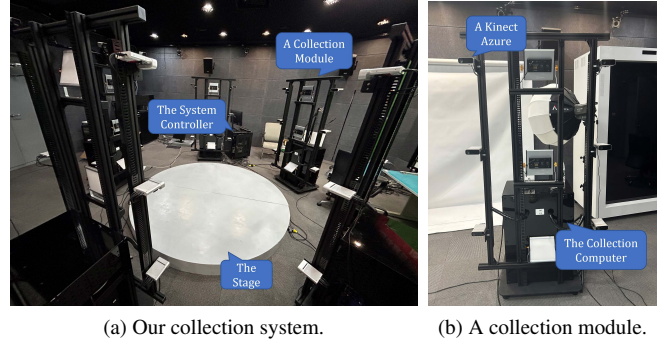 A Collection
Module
The System
Controller
The
Stage
A Kinect
Azure
The Collection
Computer
(a) Our collection system.
(b) A collection module.